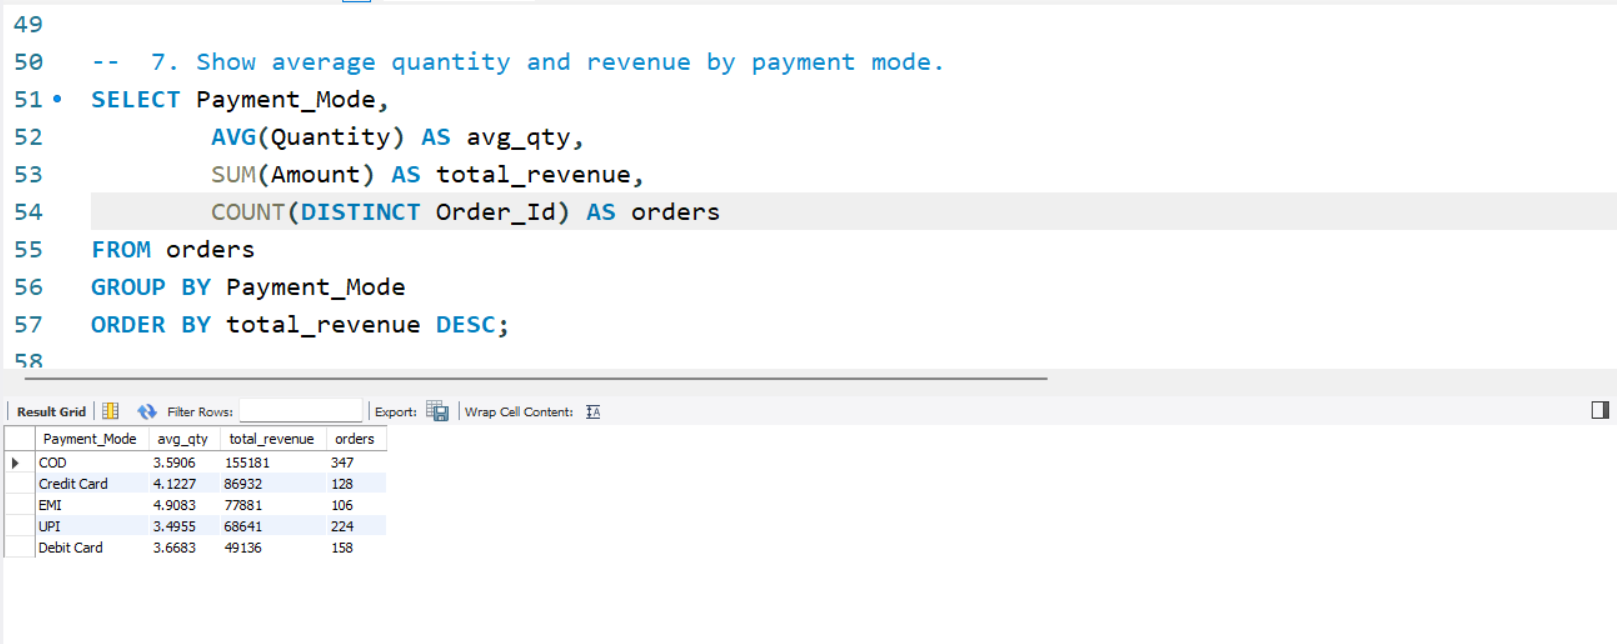 49
50 -- 7. Show average quantity and revenue by payment mode.
51 SELECT Payment_Mode,
52 AVG(Quantity) AS avg_qty,
53 SUM(Amount) AS total_revenue,
54 COUNT(DISTINCT Order_Id) AS orders
55 FROM orders
56 GROUP BY Payment_Mode
57 ORDER BY total_revenue DESC;
58
Result Grid Filter Rows: Export: Wrap Cell Content: IA
Payment_Mode avg_qty total_revenue orders
COD 3.5906 155181 347
Credit Card 4.1227 86932 128
EMI 4.9083 77881 106
UPI 3.4955 68641 224
Debit Card 3.6683 49136 158